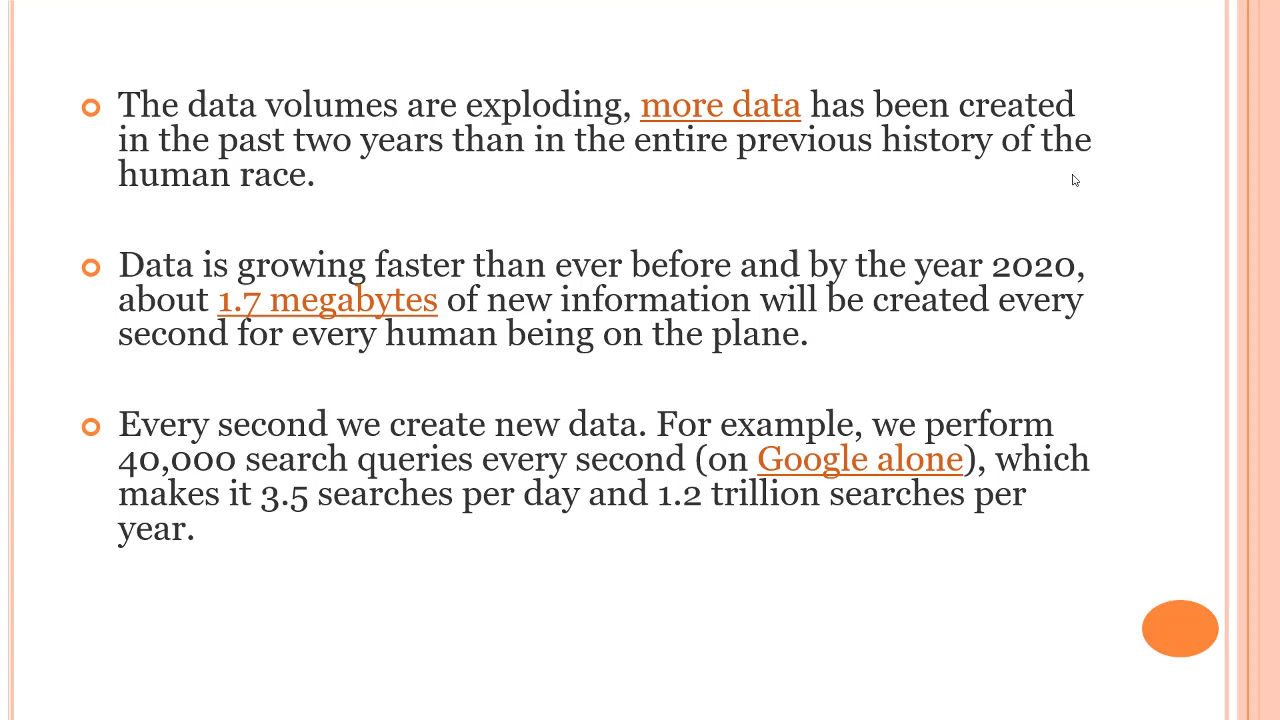 The data volumes are exploding, more data has been created
in the past two years than in the entire previous history of the
human race.
Data is growing faster than ever before and by the year 2020,
about 1.7 megabytes of new information will be created every
second for every human being on the plane.
Every second we create new data. For example, we perform
40,000 search queries every second (on Google alone), which
makes it 3.5 searches per day and 1.2 trillion searches per
year.